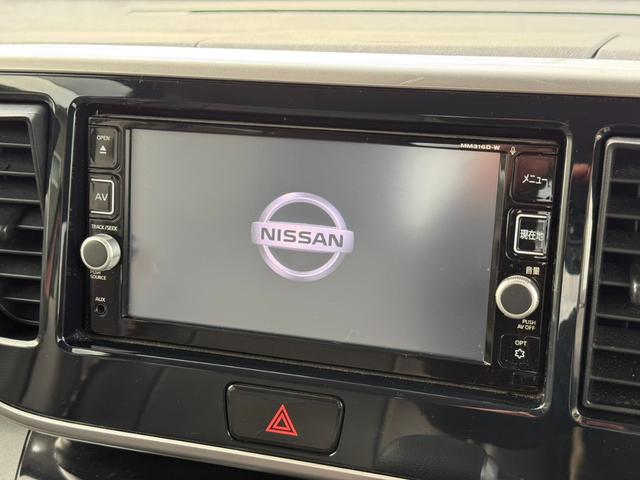 OPEN
MM316D-W
メニュー
AV
TRACK/SEEK
NISSAN
現在地
音量
PUSH
SOURCE
AUX
PUSH
AV OFF
OPT